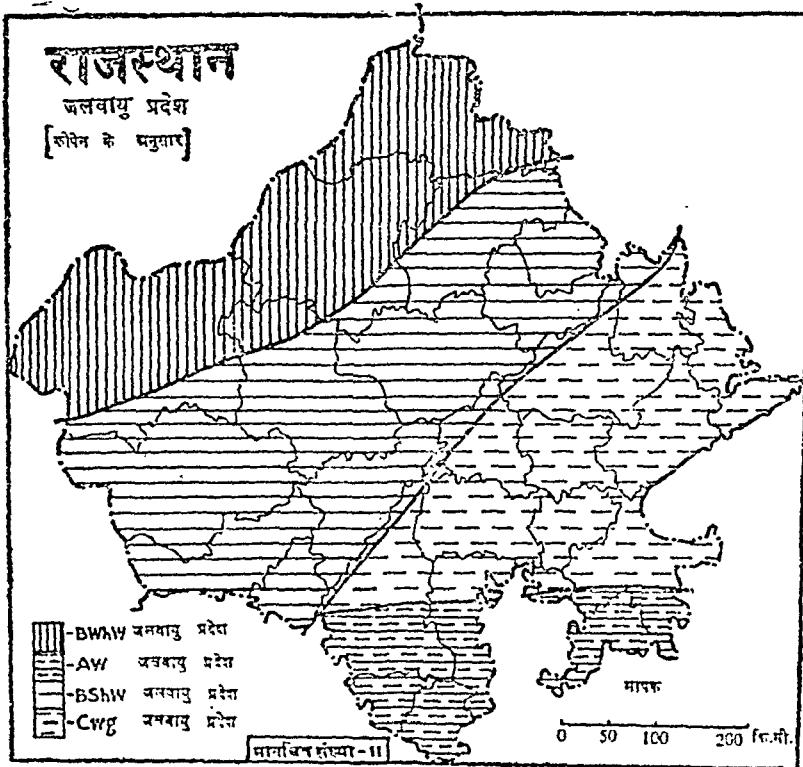 राजस्थान
जलवायु प्रदेश
[कोपेन के अनुसार]
-BWhW जलवायु प्रदेश
-AW जलवायु प्रदेश
-BShW जलवायु प्रदेश
-Cwg जलवायु प्रदेश
मापक
0 50 100 200 कि.मी.
मानचित्र संख्या-11